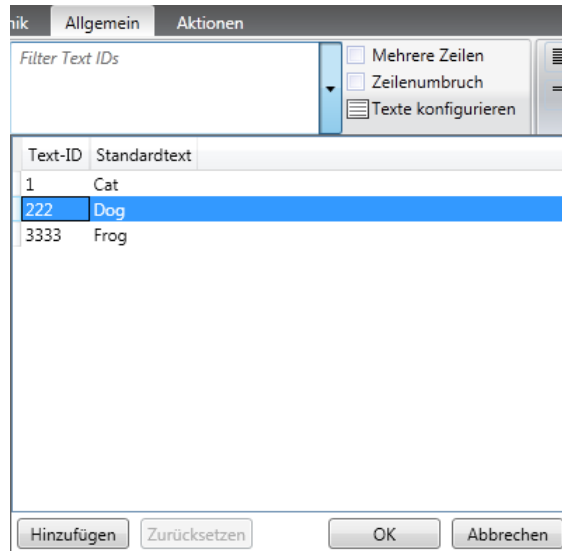 nik Allgemein Aktionen
Filter Text IDs
Mehrere Zeilen
Zeilenumbruch
Texte konfigurieren
Text-ID Standardtext
1 Cat
222 Dog
3333 Frog
Hinzufügen Zurücksetzen OK Abbrechen